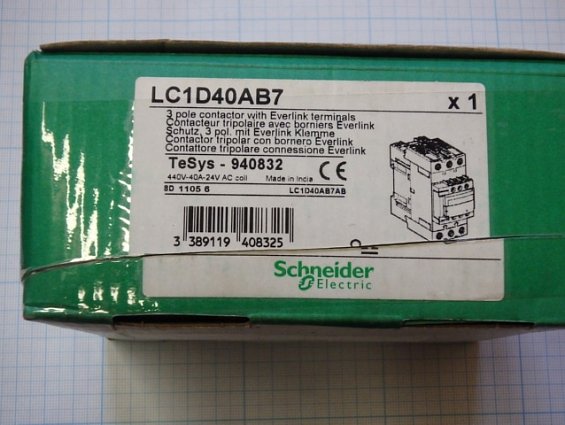 LC1D40AB7 x 1
3 pole contactor with Everlink terminals
Contacteur tripolaire avec borniers Everlink
Schutz, 3 pol. mit Everlink Klemme
Contactor tripolar con bornero Everlink
Contattore tripolare connessione Everlink
TeSys - 940832 CE
440V-40A-24V AC coil Made in India
8D 1105 6 LC1D40AB7AB
3 389119 408325
Schneider
Electric